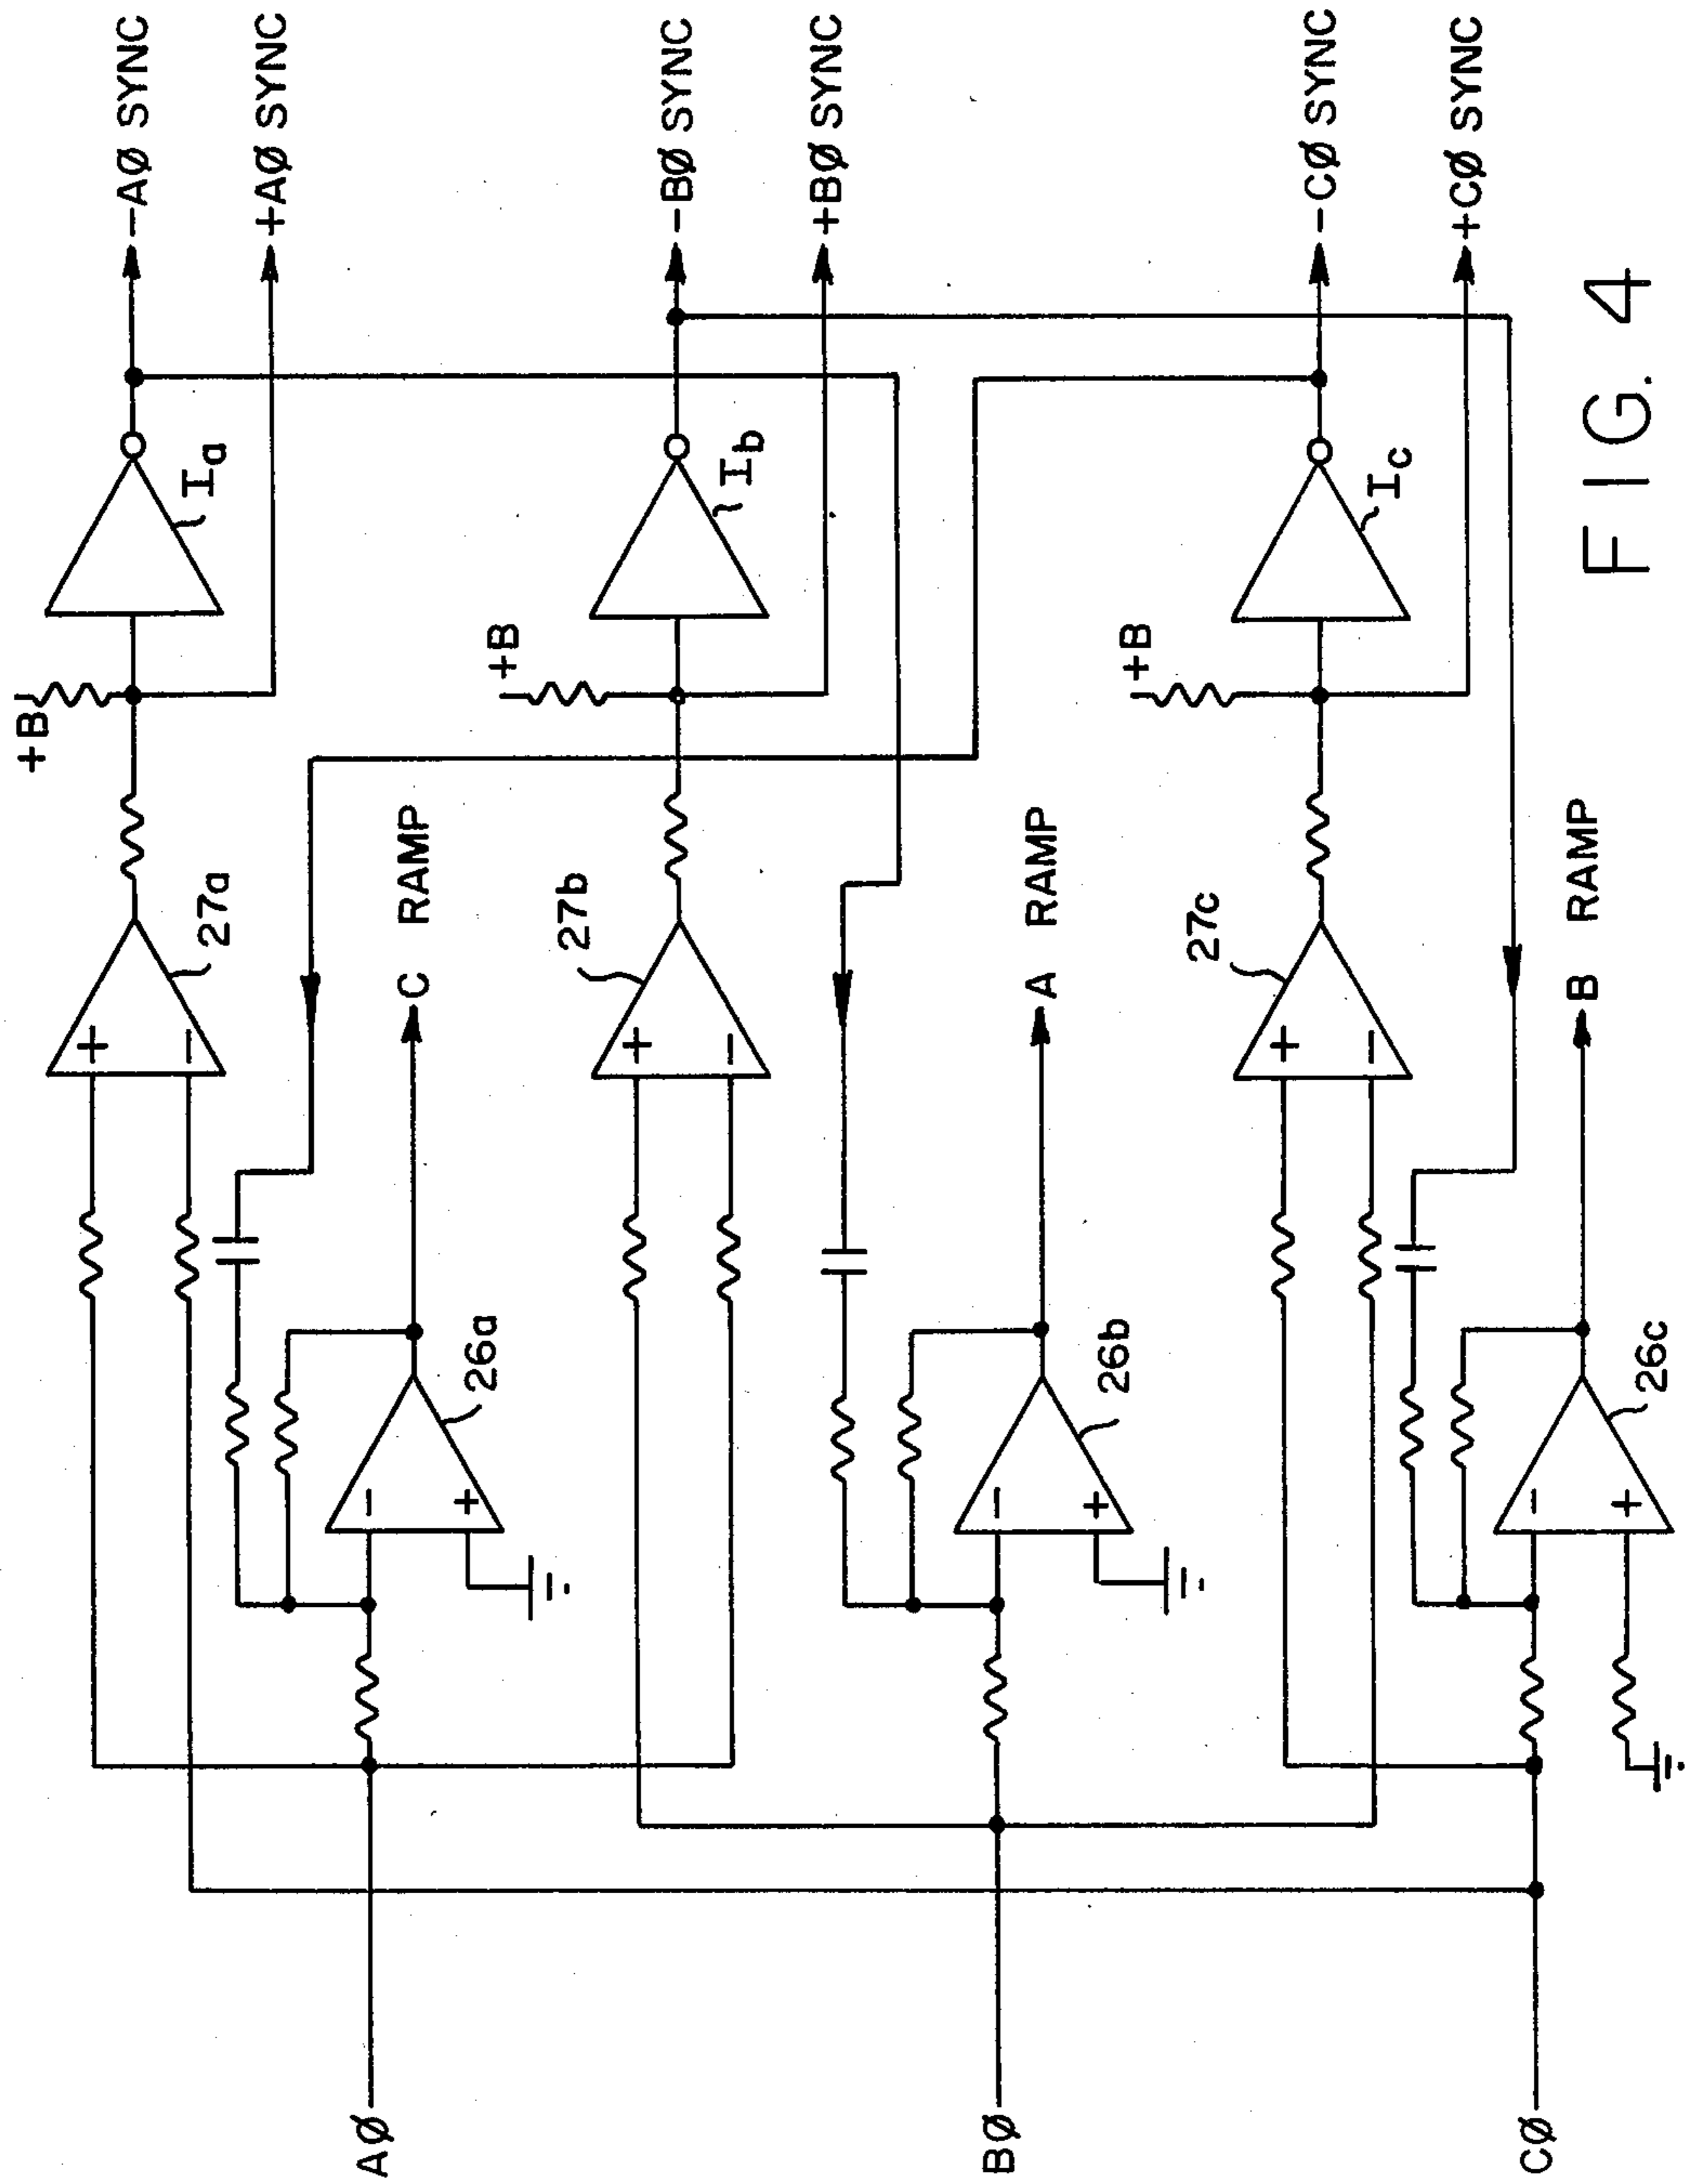 -AØ SYNC
+AØ SYNC
+B
Ia
27a
+
-
C RAMP
26a
-
+
AØ
-BØ SYNC
+BØ SYNC
+B
Ib
27b
+
-
A RAMP
26b
-
+
BØ
-CØ SYNC
+CØ SYNC
+B
Ic
27c
+
-
B RAMP
26c
-
+
CØ
FIG. 4